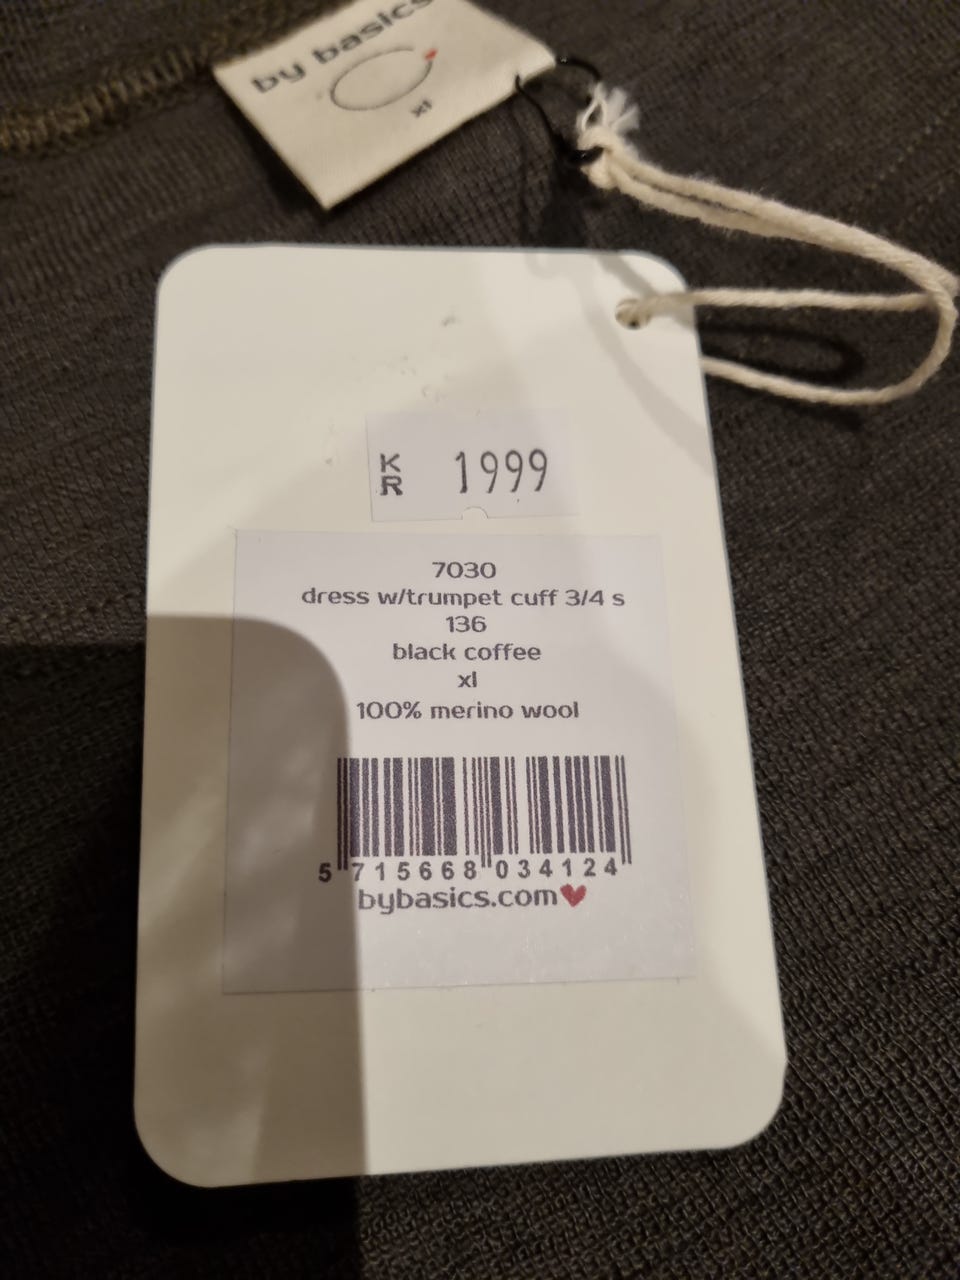 by basics
xl
KR 1999
7030
dress w/trumpet cuff 3/4 s
136
black coffee
xl
100% merino wool
5 715668 034124
bybasics.com